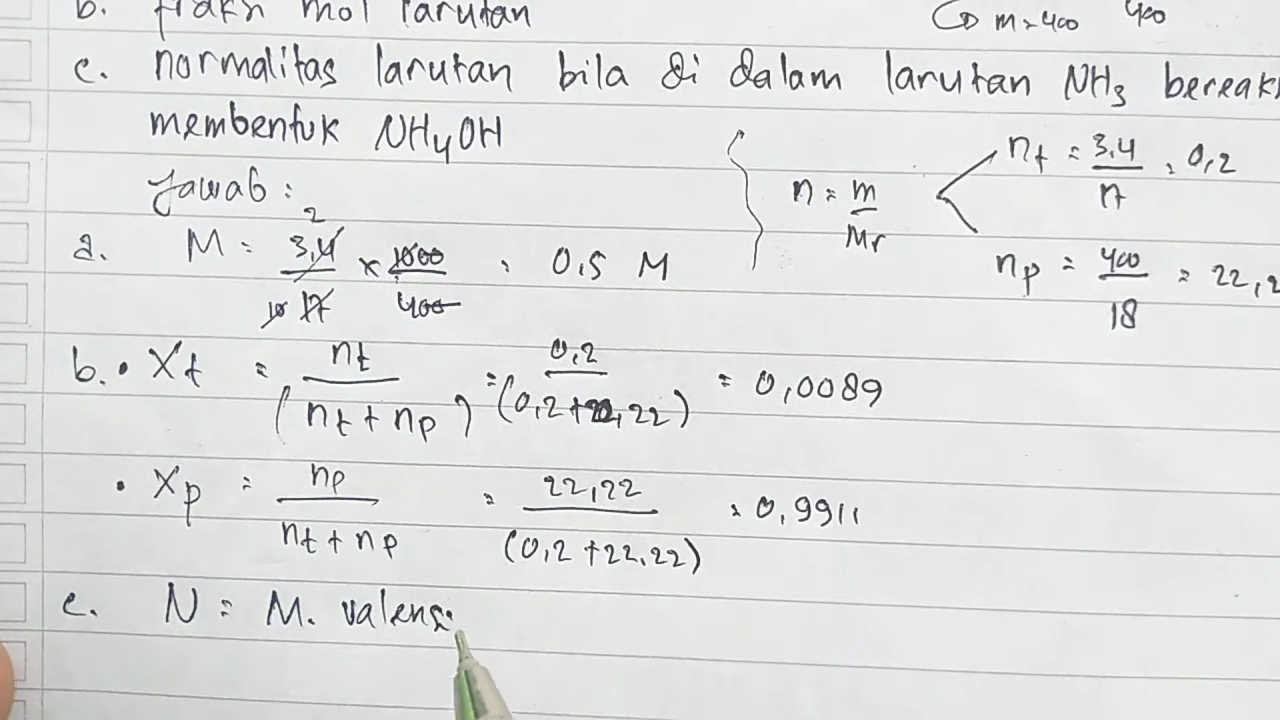 b. fraksi mol larutan
m = 400 400
c. normalitas larutan bila di dalam larutan NH3 bereaks
membentuk NH4OH
Jawab :
a. M = 3,4/17 x 1000/400 = 0,5 M
2
10
n = m/Mr
nt = 3,4/17 = 0,2
np = 400/18 = 22,2
b. • Xt = nt/(nt + np) = 0,2/(0,2+22,22) = 0,0089
• Xp = np/nt + np = 22,22/(0,2+22,22) = 0,9911
c. N = M. valensi